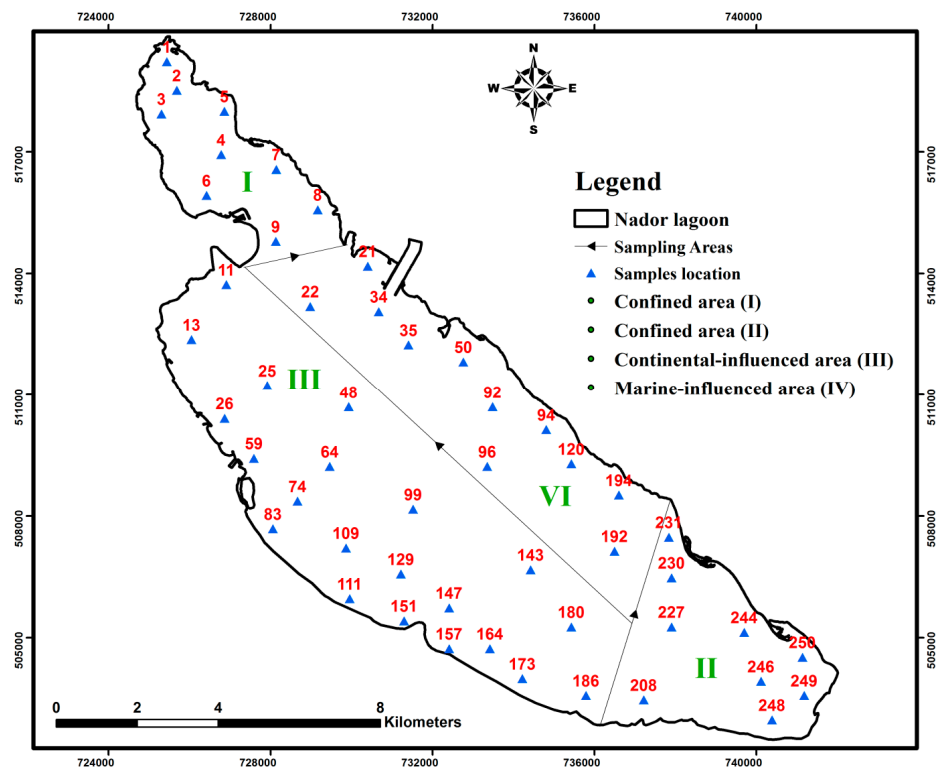 724000 728000 732000 736000 740000
N
W E
S
1
2
3
5
517000 517000
4
7
6
I
8
9
Legend
Nador lagoon
Sampling Areas
Samples location
Confined area (I)
Confined area (II)
Continental-influenced area (III)
Marine-influenced area (IV)
21
514000 514000
11
22
34
13
35
50
25
III
48
92
511000 511000
26
94
59
64
96
120
74
VI
194
99
83
508000 508000
231
109
192
129
143
230
111
147
151
180
227
244
157
164
505000 505000
250
173
246
186
208
II
249
248
0 2 4 8
Kilometers
724000 728000 732000 736000 740000